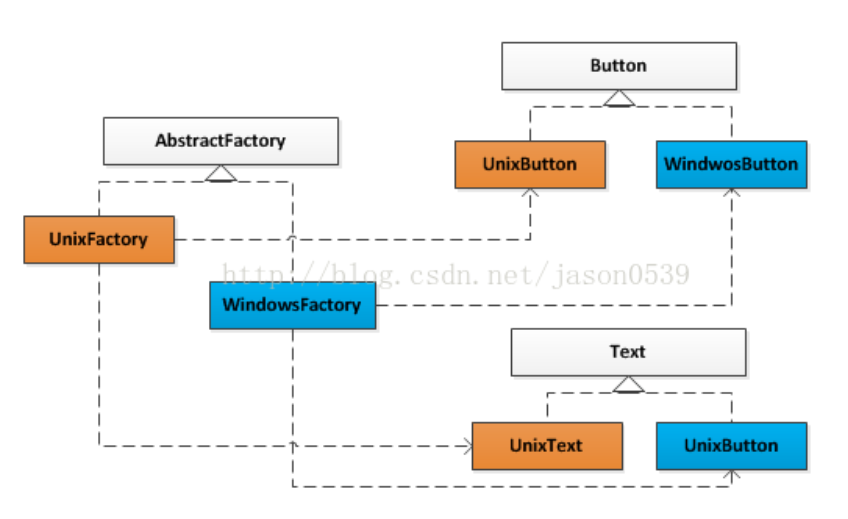 Button
AbstractFactory
UnixButton
WindwosButton
UnixFactory
http://blog.csdn.net/jason0539
WindowsFactory
Text
UnixText
UnixButton